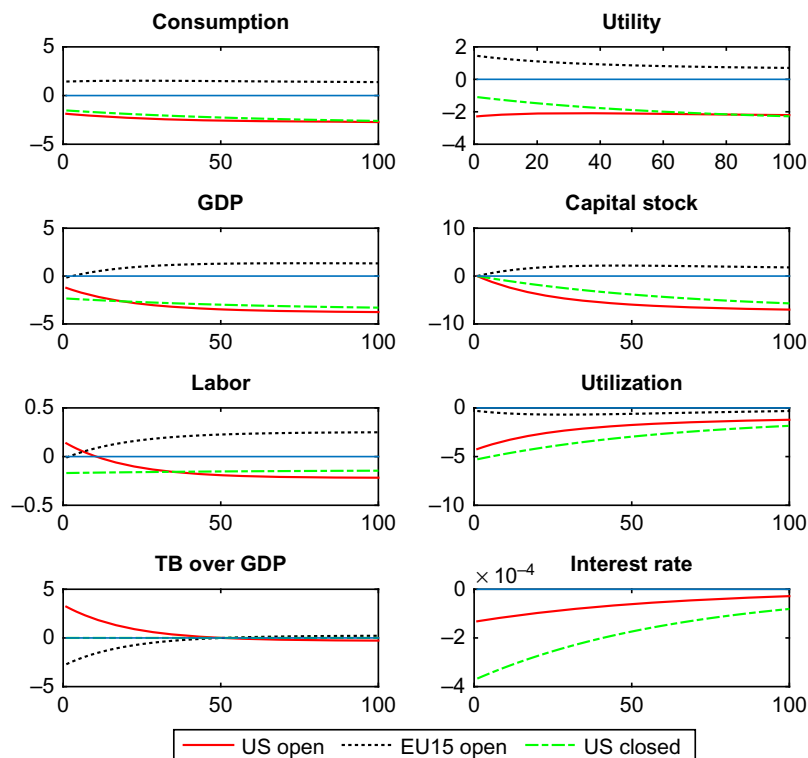 Consumption
5
0
−5
0 50 100
Utility
2
0
−2
−4
0 20 40 60 80 100
GDP
5
0
−5
0 50 100
Capital stock
10
0
−10
0 50 100
Labor
0.5
0
−0.5
0 50 100
Utilization
0
−5
−10
0 50 100
TB over GDP
5
0
−5
0 50 100
× 10−4 Interest rate
0
−2
−4
0 50 100
US open EU15 open US closed